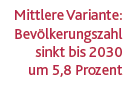 Mittlere Variante:
Bevölkerungszahl
sinkt bis 2030
um 5,8 Prozent